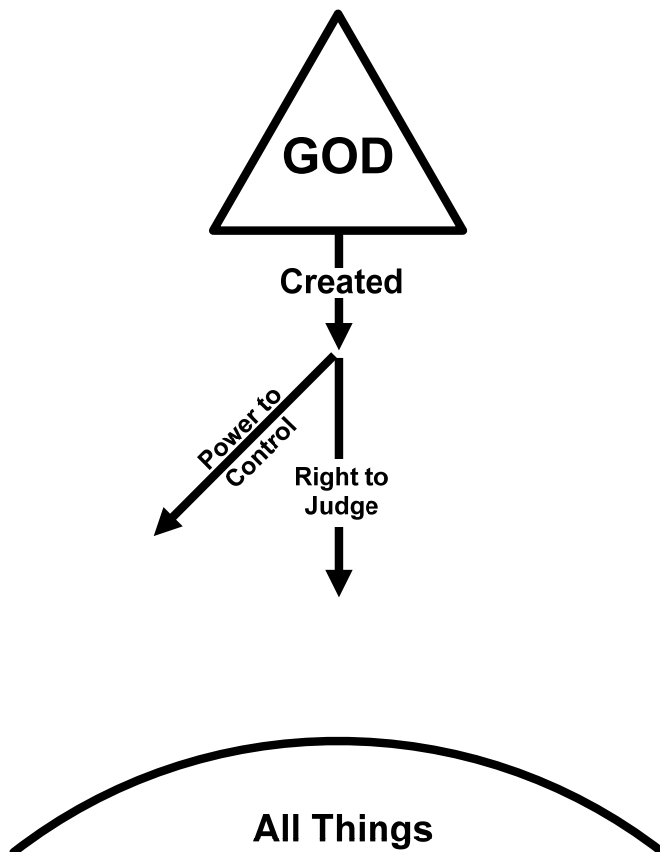 GOD
Created
Power to
Control
Right to
Judge
All Things